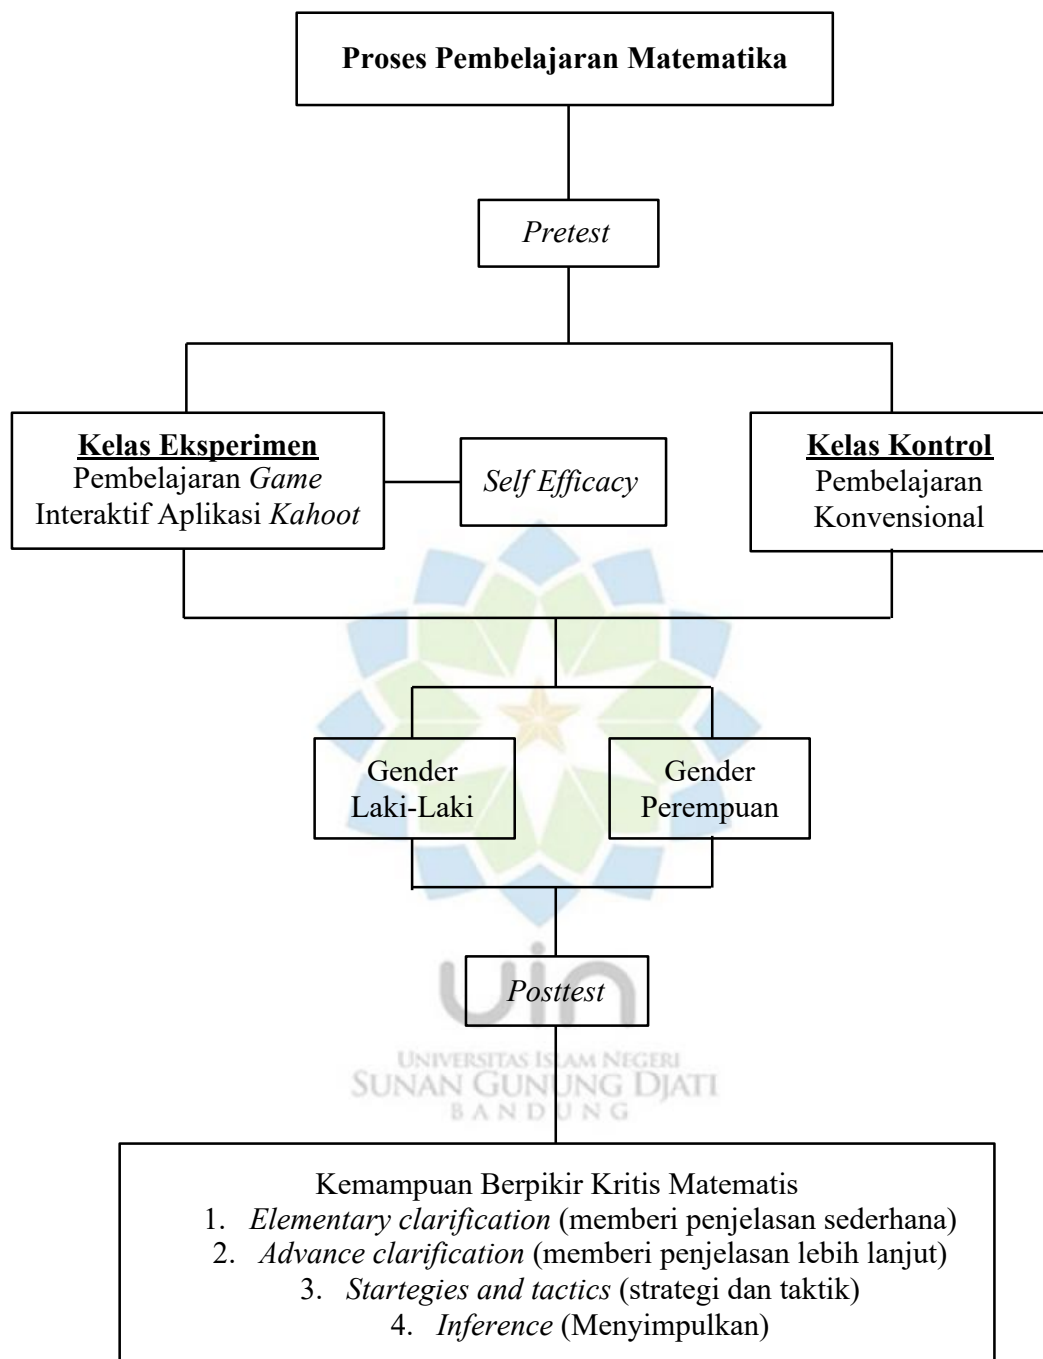 Proses Pembelajaran Matematika
Pretest
Kelas Eksperimen
Pembelajaran Game
Interaktif Aplikasi Kahoot
Self Efficacy
Kelas Kontrol
Pembelajaran
Konvensional
Gender
Laki-Laki
Gender
Perempuan
uin
Posttest
UNIVERSITAS ISLAM NEGERI
SUNAN GUNUNG DJATI
BANDUNG
Kemampuan Berpikir Kritis Matematis
1. Elementary clarification (memberi penjelasan sederhana)
2. Advance clarification (memberi penjelasan lebih lanjut)
3. Startegies and tactics (strategi dan taktik)
4. Inference (Menyimpulkan)